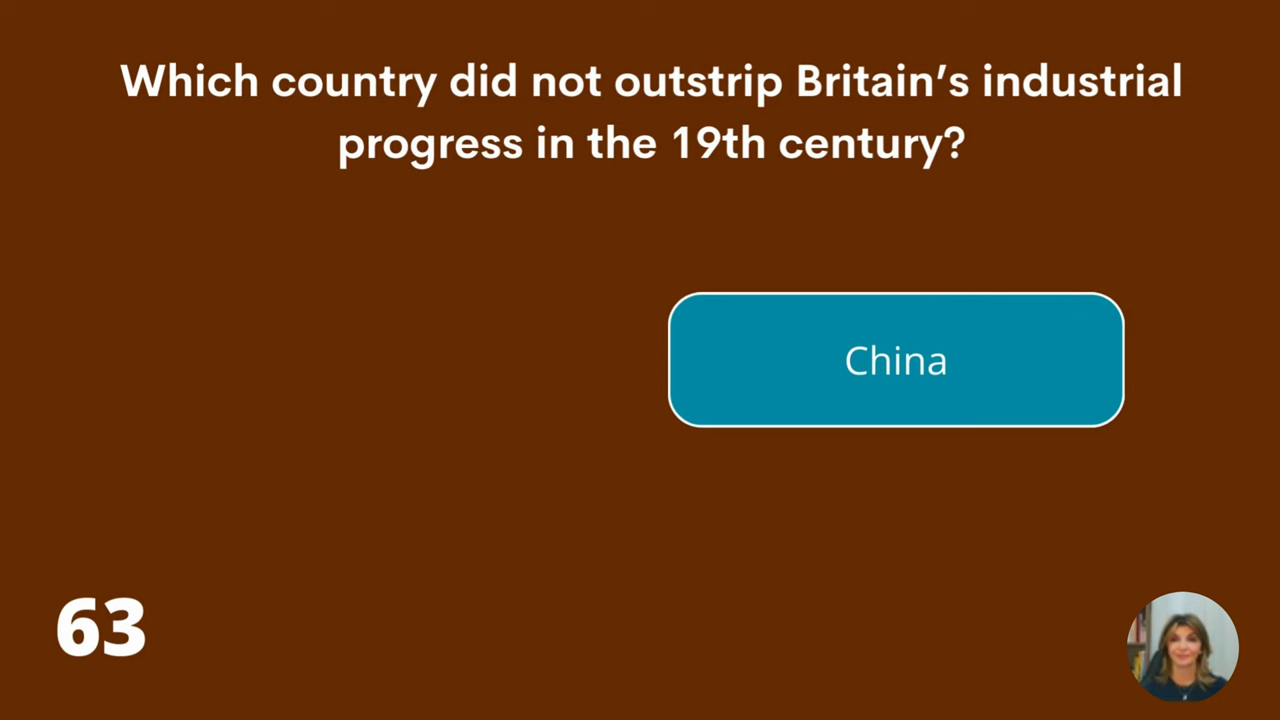 Which country did not outstrip Britain’s industrial
progress in the 19th century?
China
63